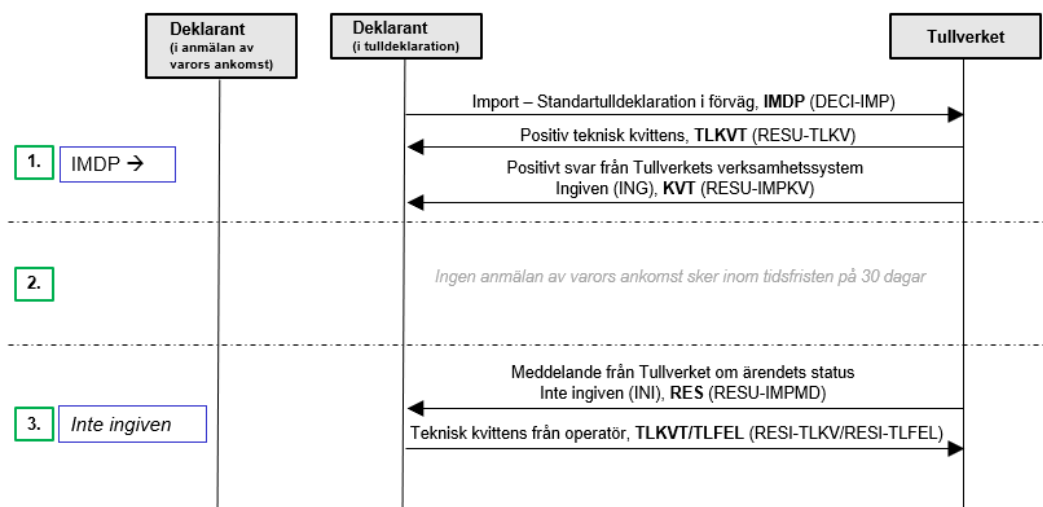 Deklarant
(i anmälan av
varors ankomst)
Deklarant
(i tulldeklaration)
Tullverket
Import – Standartulldeklaration i förväg, IMDP (DECI-IMP)
Positiv teknisk kvittens, TLKVT (RESU-TLKV)
1.
IMDP →
Positivt svar från Tullverkets verksamhetssystem
Ingiven (ING), KVT (RESU-IMPKV)
2.
Ingen anmälan av varors ankomst sker inom tidsfristen på 30 dagar
Meddelande från Tullverket om ärendets status
Inte ingiven (INI), RES (RESU-IMPMD)
3.
Inte ingiven
Teknisk kvittens från operatör, TLKVT/TLFEL (RESI-TLKV/RESI-TLFEL)